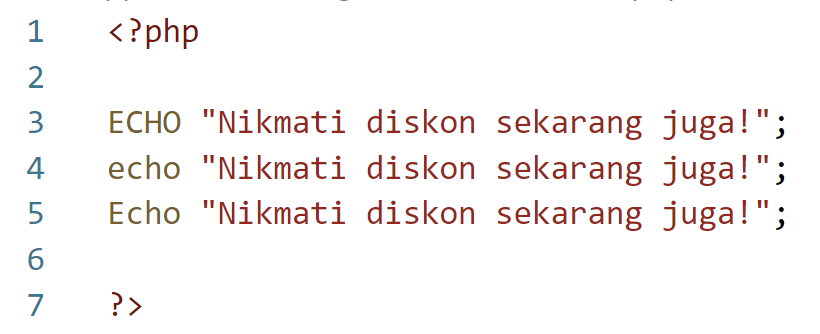 1 <?php
2
3 ECHO "Nikmati diskon sekarang juga!";
4 echo "Nikmati diskon sekarang juga!";
5 Echo "Nikmati diskon sekarang juga!";
6
7 ?>